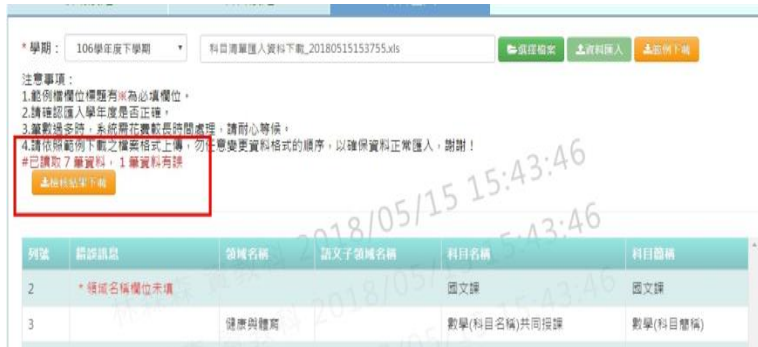 * 學期： 106學年度下學期 科目清單匯入資料下載_20180515153755.xls 選擇檔案 資料匯入 範例下載
注意事項：
1.範例檔欄位標題有※為必填欄位。
2.請確認匯入學年度是否正確。
3.筆數過多時，系統需花費較長時間處理，請耐心等候。
4.請依照範例下載之檔案格式上傳，勿任意變更資料格式的順序，以確保資料正常匯入，謝謝！
#已讀取 7 筆資料， 1 筆資料有誤
檢核結果下載
2018/05/15 15:43:46
列號 錯誤訊息 領域名稱 語文子領域名稱 科目名稱 科目簡稱
2 * 領域名稱欄位未填 國文課 國文課
3 健康與體育 數學(科目名稱)共同授課 數學(科目簡稱)